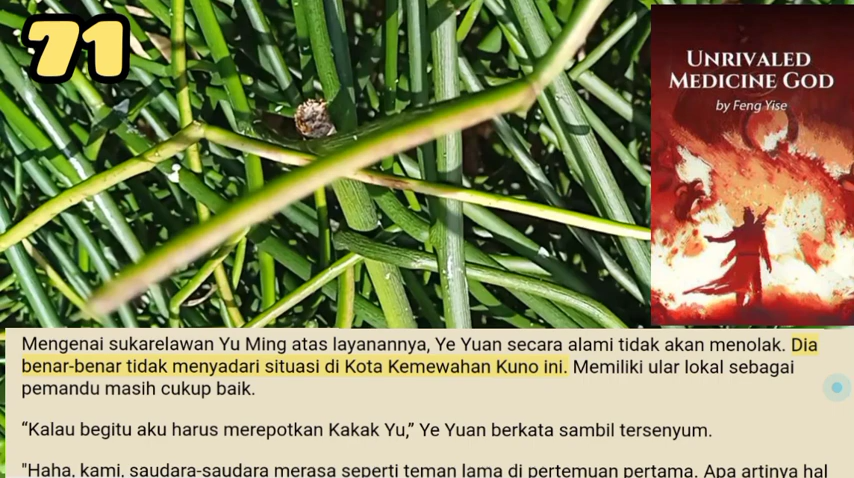 71
UNRIVALED
MEDICINE GOD
by Feng Yise
Mengenai sukarelawan Yu Ming atas layanannya, Ye Yuan secara alami tidak akan menolak. Dia
benar-benar tidak menyadari situasi di Kota Kemewahan Kuno ini. Memiliki ular lokal sebagai
pemandu masih cukup baik.
“Kalau begitu aku harus merepotkan Kakak Yu,” Ye Yuan berkata sambil tersenyum.
"Haha, kami, saudara-saudara merasa seperti teman lama di pertemuan pertama. Apa artinya hal